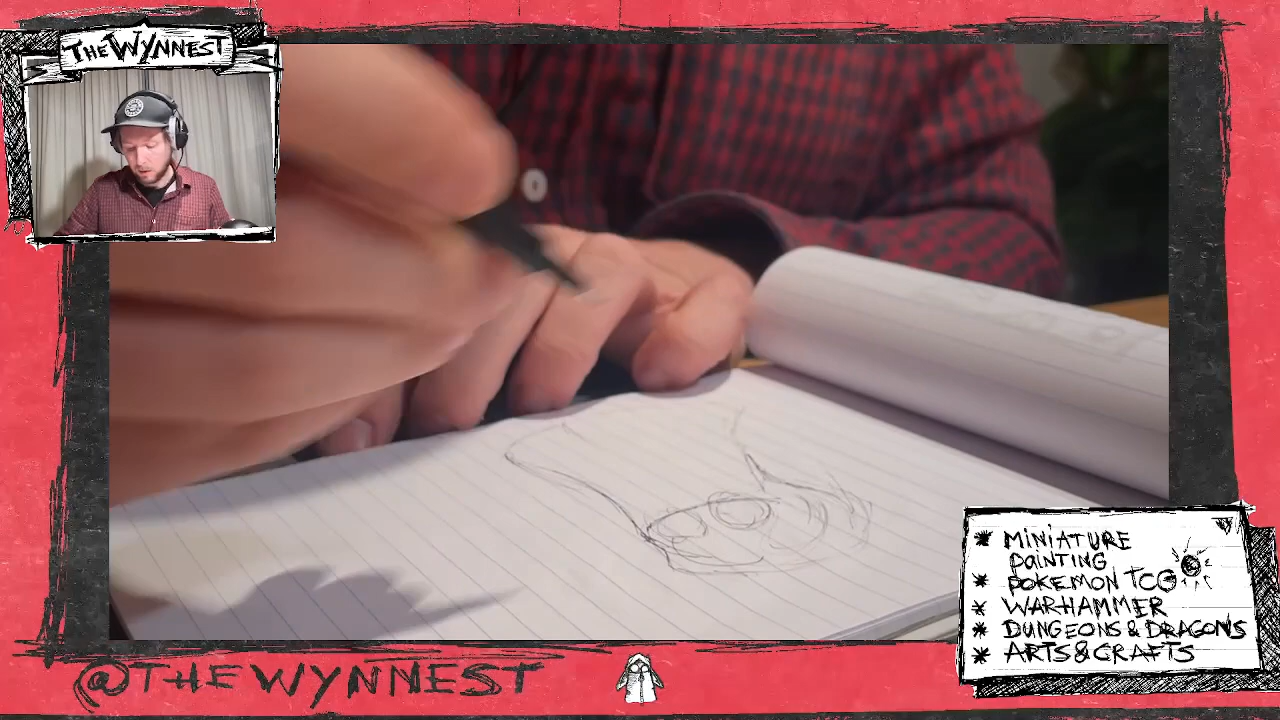 THE WYNNEST
* MiNiATURE
PAiNTING
* POKEMON TCG
* WARHAMMER
* DUNGEONS & DRAGONS
* ARTS & CRAFTS
@THEWYNNEST